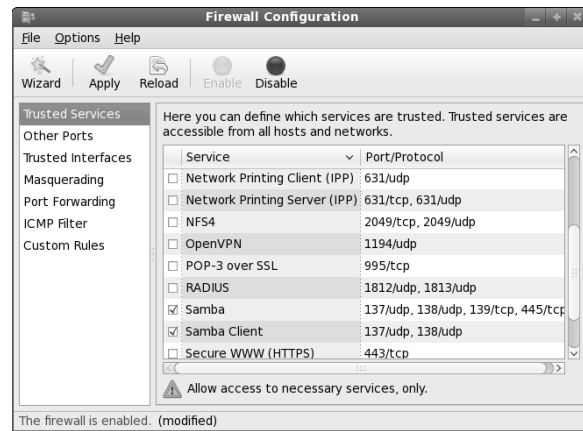 Firewall Configuration
File Options Help
Wizard Apply Reload Enable Disable
Trusted Services
Other Ports
Trusted Interfaces
Masquerading
Port Forwarding
ICMP Filter
Custom Rules
Here you can define which services are trusted. Trusted services are
accessible from all hosts and networks.
Service Port/Protocol
Network Printing Client (IPP) 631/udp
Network Printing Server (IPP) 631/tcp, 631/udp
NFS4 2049/tcp, 2049/udp
OpenVPN 1194/udp
POP-3 over SSL 995/tcp
RADIUS 1812/udp, 1813/udp
Samba 137/udp, 138/udp, 139/tcp, 445/tcp
Samba Client 137/udp, 138/udp
Secure WWW (HTTPS) 443/tcp
Allow access to necessary services, only.
The firewall is enabled. (modified)